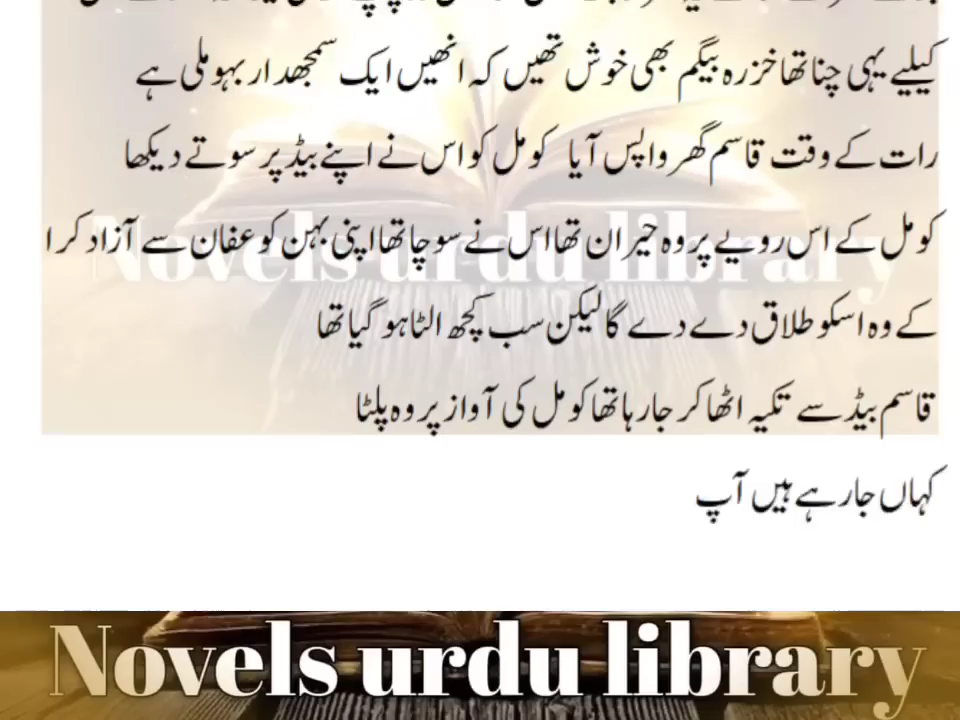 کیلیے یہی چنا تھا خزرہ بیگم بھی خوش تھیں کہ انھیں ایک سمجھدار بہو ملی ہے
رات کے وقت قاسم گھر واپس آیا کومل کو اس نے اپنے بیڈ پر سوتے دیکھا
کومل کے اس رویے پر وہ حیران تھا اس نے سوچا تھا اپنی بہن کو عفان سے آزاد کرا
کے وہ اسکو طلاق دے دے گا لیکن سب کچھ الٹا ہو گیا تھا
قاسم بیڈ سے تکیہ اٹھا کر جا رہا تھا کومل کی آواز پر وہ پلٹا
کہاں جا رہے ہیں آپ
Novels urdu library
Novels urdu library